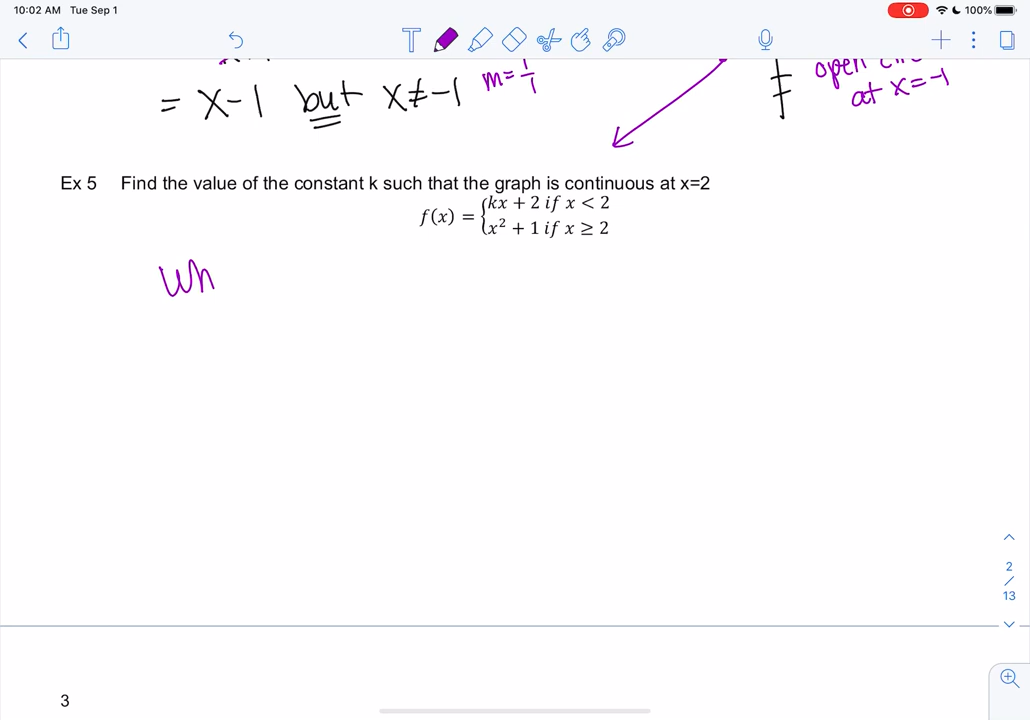 10:02 AM Tue Sep 1
100%
T
open
at x=-1
= x-1 but x≠-1 m=1/1
Ex 5 Find the value of the constant k such that the graph is continuous at x=2
f(x) = {kx + 2 if x < 2
x² + 1 if x ≥ 2
Wh
2
/
13
3